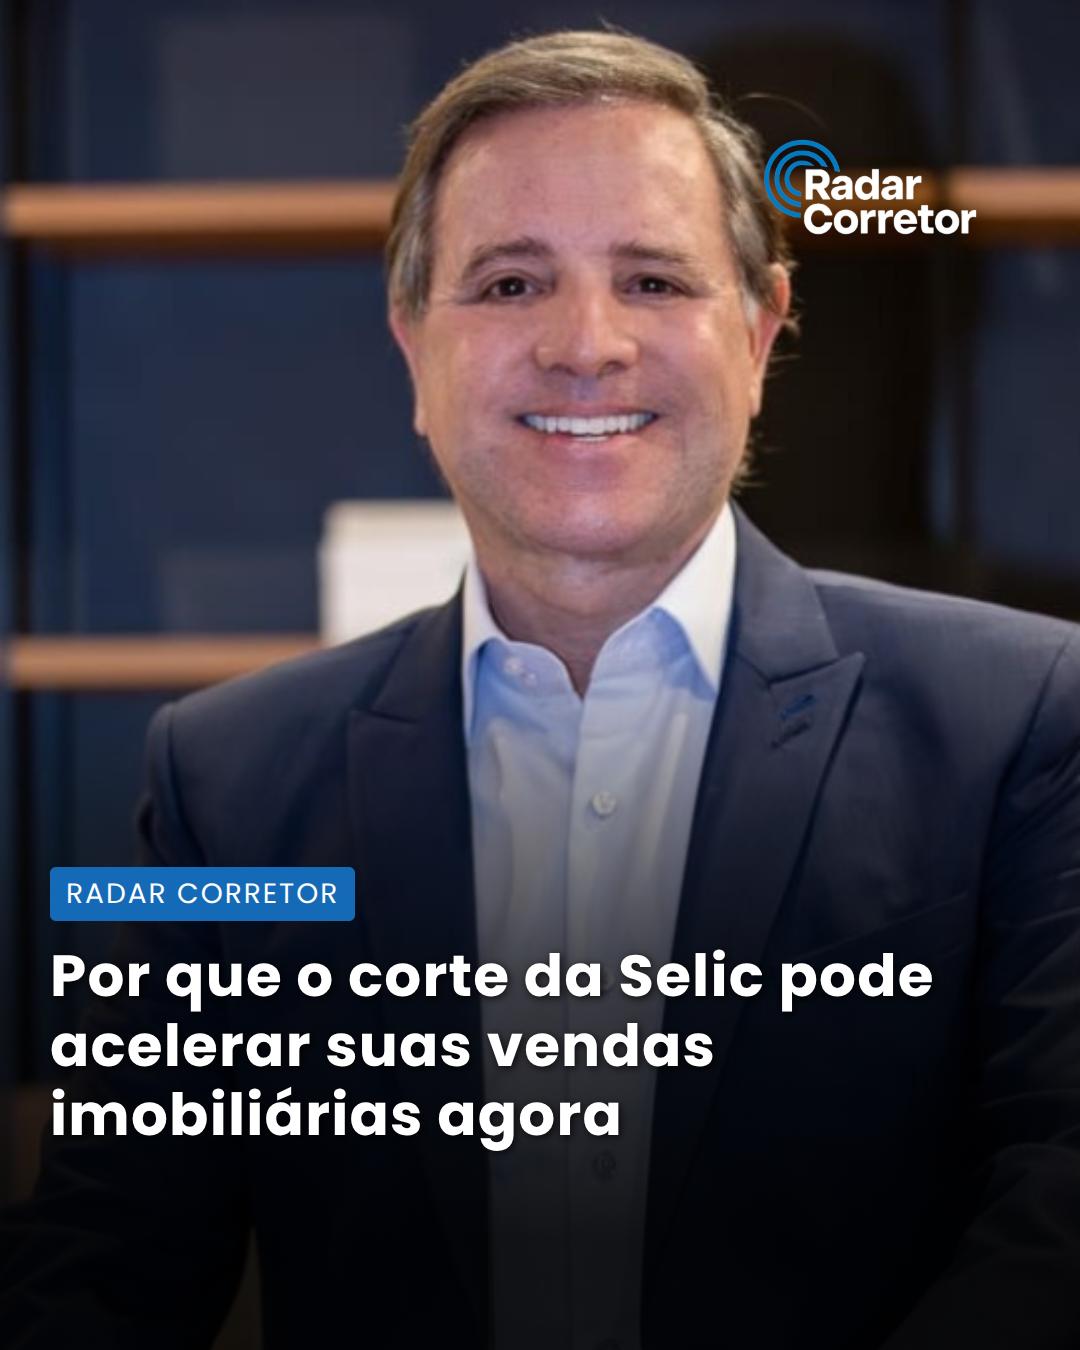 Radar
Corretor
RADAR CORRETOR
Por que o corte da Selic pode
acelerar suas vendas
imobiliárias agora